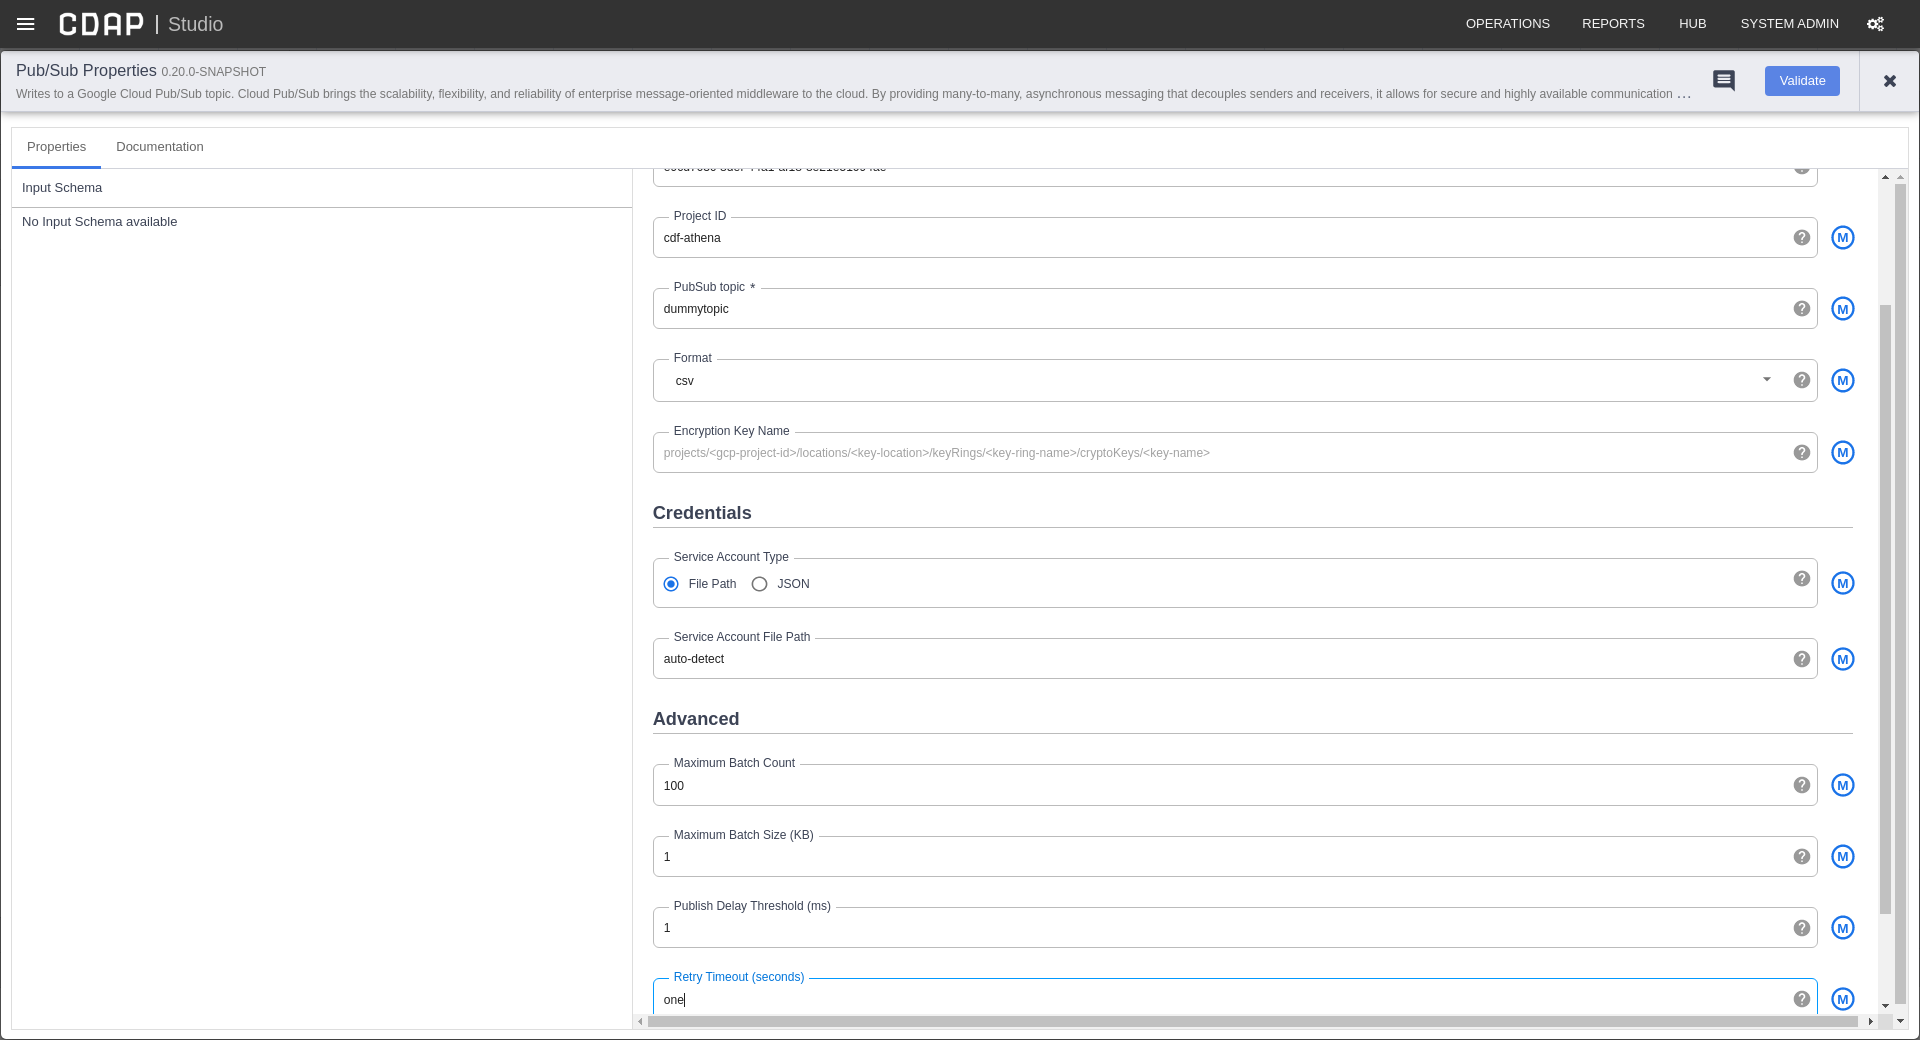 CDAP | Studio
OPERATIONS REPORTS HUB SYSTEM ADMIN
Pub/Sub Properties 0.20.0-SNAPSHOT
Writes to a Google Cloud Pub/Sub topic. Cloud Pub/Sub brings the scalability, flexibility, and reliability of enterprise message-oriented middleware to the cloud. By providing many-to-many, asynchronous messaging that decouples senders and receivers, it allows for secure and highly available communication ...
Validate
Properties Documentation
Input Schema
No Input Schema available
Project ID
cdf-athena
M
PubSub topic *
dummytopic
M
Format
csv
M
Encryption Key Name
projects/<gcp-project-id>/locations/<key-location>/keyRings/<key-ring-name>/cryptoKeys/<key-name>
M
Credentials
Service Account Type
File Path JSON
M
Service Account File Path
auto-detect
M
Advanced
Maximum Batch Count
100
M
Maximum Batch Size (KB)
1
M
Publish Delay Threshold (ms)
1
M
Retry Timeout (seconds)
one
M